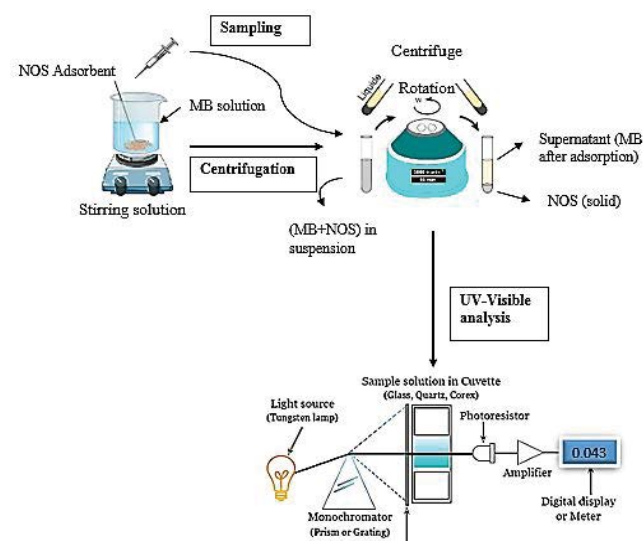 Sampling
NOS Adsorbent
MB solution
Stirring solution
Centrifugation
Centrifuge
Liquide
Rotation
w
(MB+NOS) in
suspension
Supernatant (MB
after adsorption)
NOS (solid)
UV-Visible
analysis
Sample solution in Cuvette
(Glass, Quartz, Corex)
Light source
(Tungsten lamp)
Photoresistor
Monochromator
(Prism or Grating)
Amplifier
0.043
Digital display
or Meter